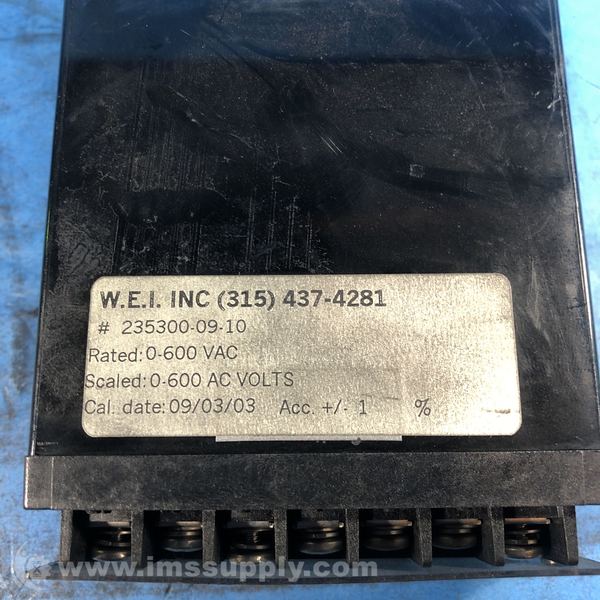 W.E.I. INC (315) 437-4281
# 235300-09-10
Rated: 0-600 VAC
Scaled: 0-600 AC VOLTS
Cal. date: 09/03/03 Acc. +/- 1 %
© www.imssupply.com/